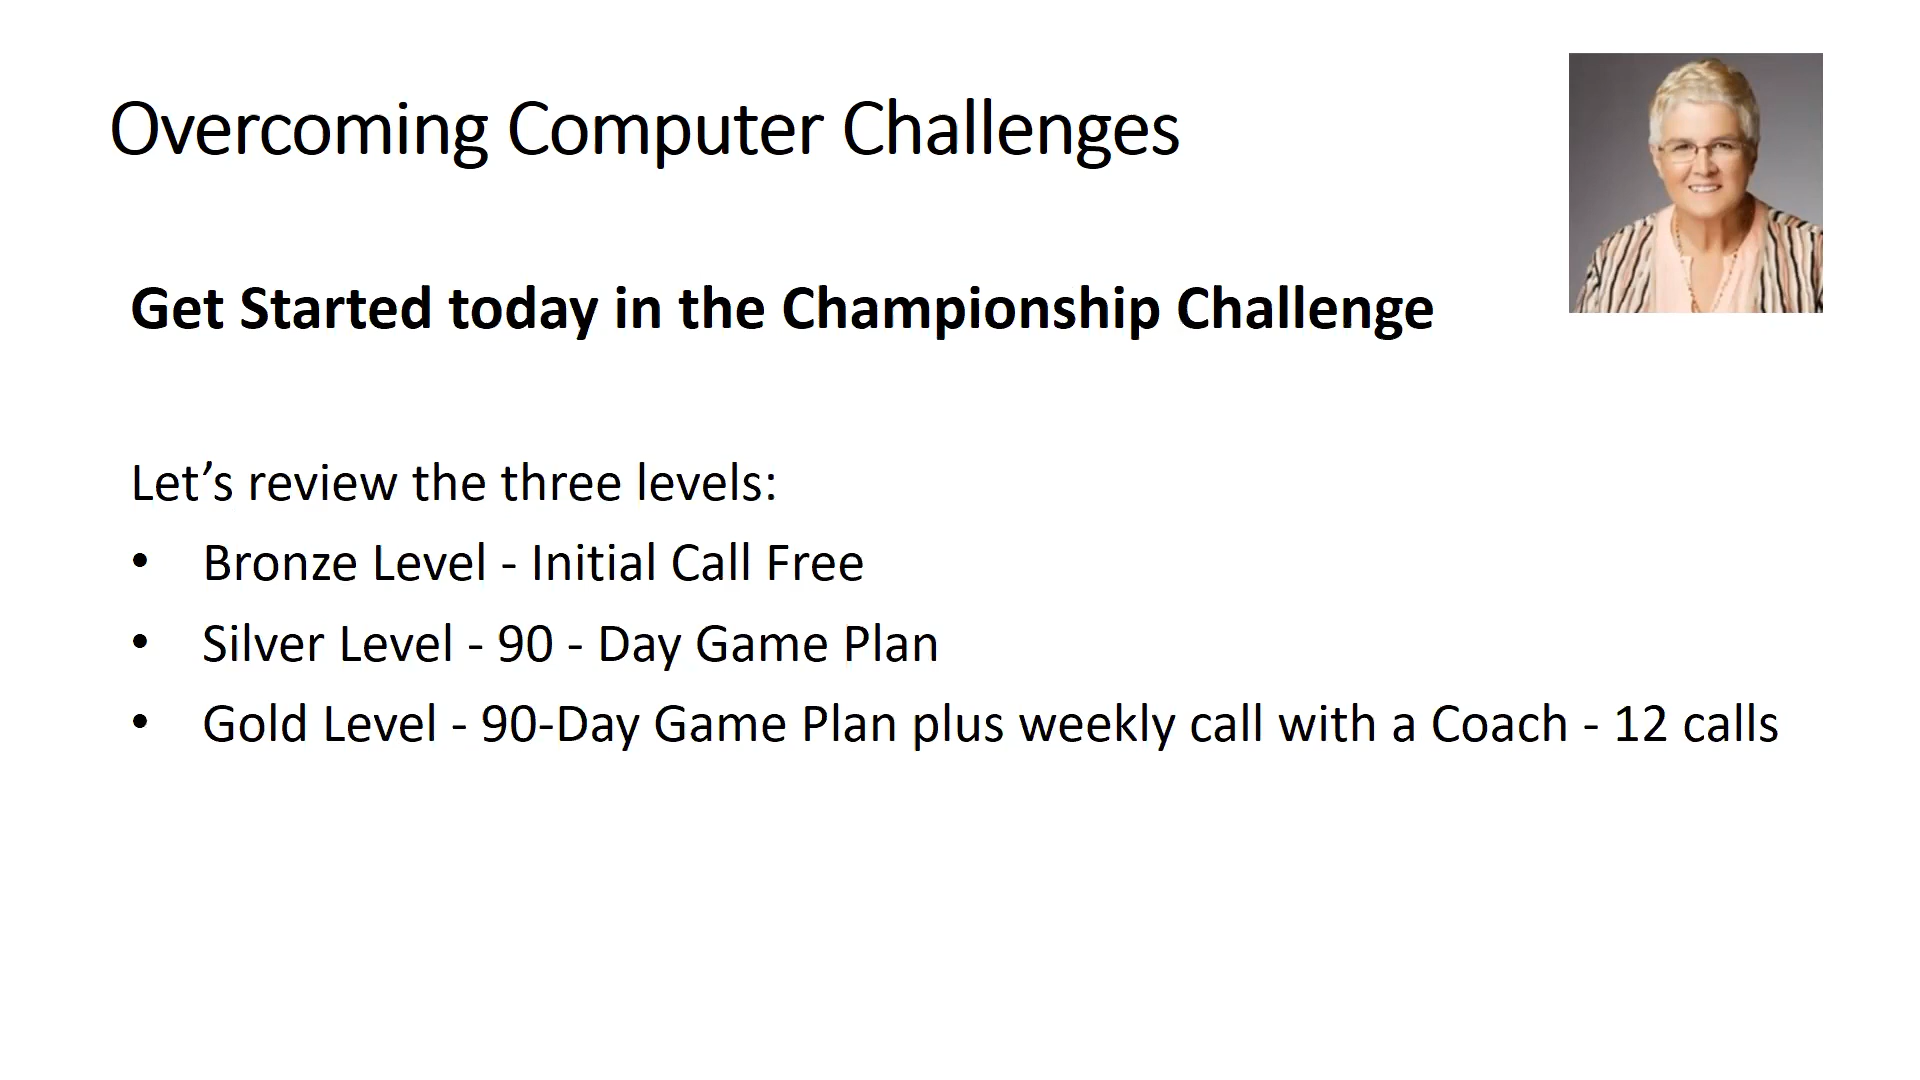 Overcoming Computer Challenges
Get Started today in the Championship Challenge
Let’s review the three levels:
• Bronze Level - Initial Call Free
• Silver Level - 90 - Day Game Plan
• Gold Level - 90-Day Game Plan plus weekly call with a Coach - 12 calls